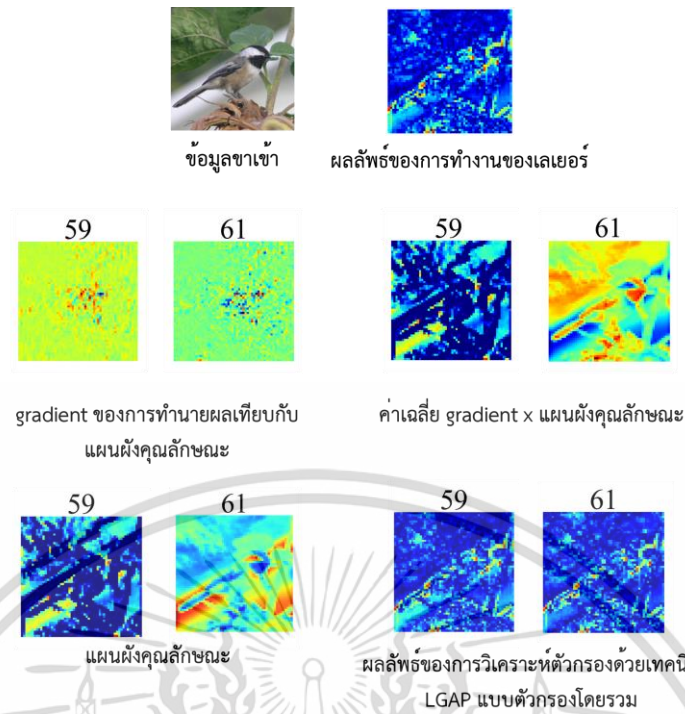 ข้อมูลขาเข้า
ผลลัพธ์ของการทำงานของเลเยอร์
59 61
59 61
gradient ของการทำนายผลเทียบกับ
แผนผังคุณลักษณะ
ค่าเฉลี่ย gradient x แผนผังคุณลักษณะ
59 61
59 61
แผนผังคุณลักษณะ
ผลลัพธ์ของการวิเคราะห์ตัวกรองด้วยเทคนิ
LGAP แบบตัวกรองโดยรวม